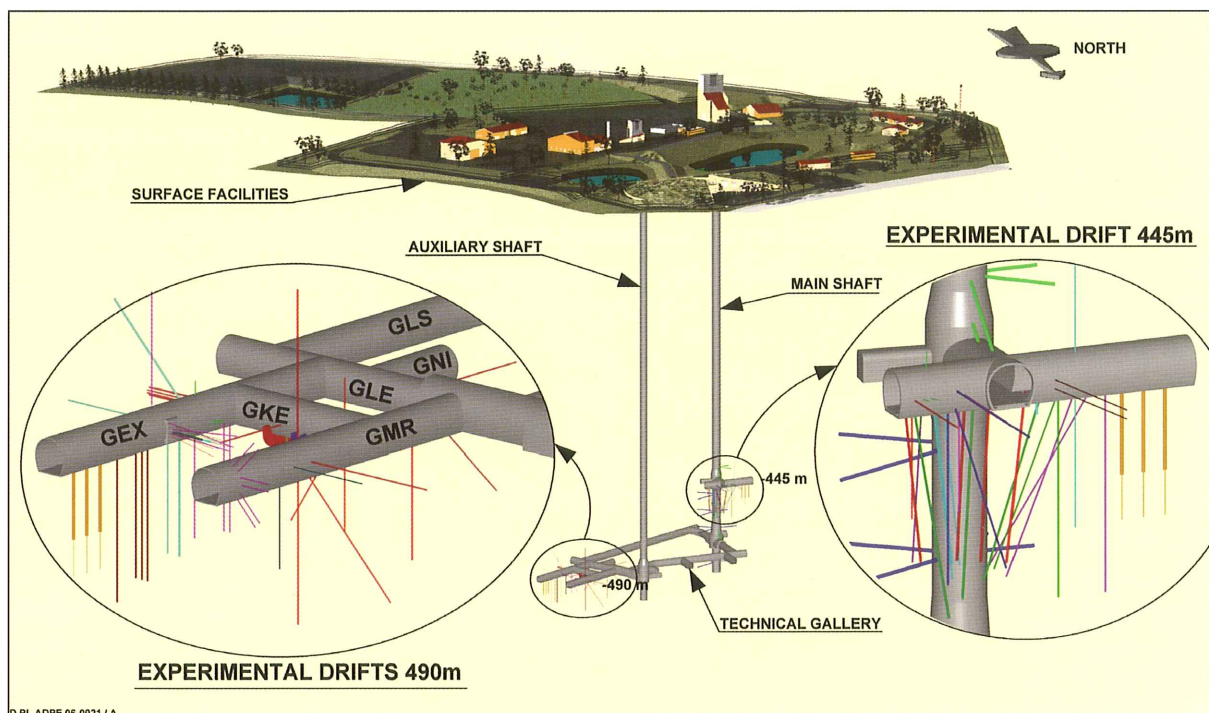 NORTH
SURFACE FACILITIES
AUXILIARY SHAFT
EXPERIMENTAL DRIFT 445m
MAIN SHAFT
GLS
GNI
GLE
GKE
GEX
GMR
-445 m
-490 m
TECHNICAL GALLERY
EXPERIMENTAL DRIFTS 490m